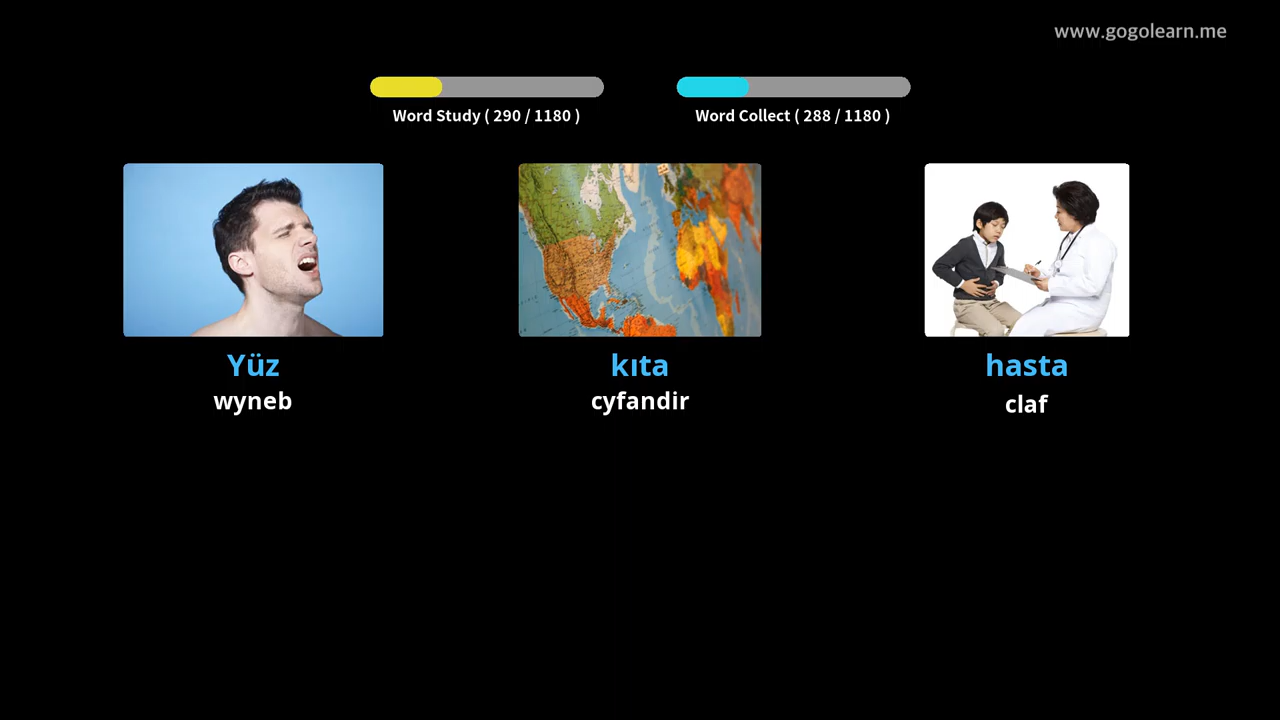 www.gogolearn.me
Word Study ( 290 / 1180 )
Word Collect ( 288 / 1180 )
Yüz
wyneb
kıta
cyfandir
hasta
claf